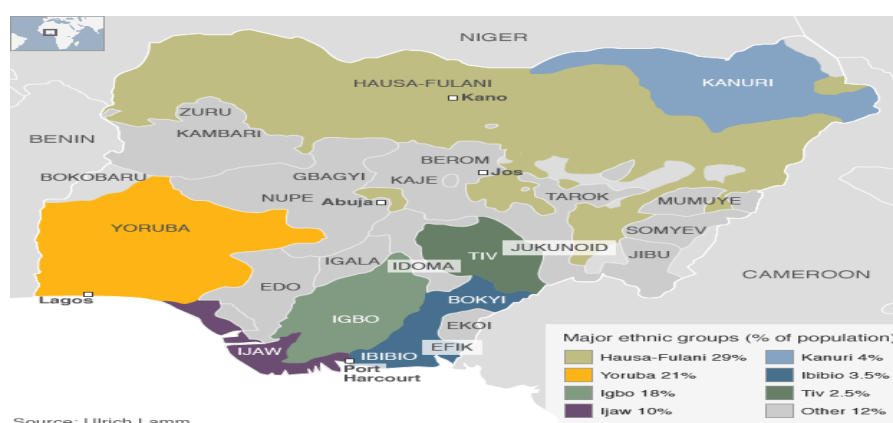 NIGER
HAUSA-FULANI
KANURI
Kano
ZURU
KAMBARI
BENIN
BEROM
GBAGYI
Jos
BOKOBARU
KAJE
NUPE
TAROK
Abuja
MUMUYE
YORUBA
SOMYEV
JUKUNOID
TIV
JIBU
IGALA
IDOMA
CAMEROON
EDO
Lagos
BOKYI
IGBO
EKOI
EFIK
IJAW
IBIBIO
Port
Harcourt
Major ethnic groups (% of population)
Hausa-Fulani 29%
Kanuri 4%
Yoruba 21%
Ibibio 3.5%
Igbo 18%
Tiv 2.5%
Ijaw 10%
Other 12%
Source: Ulrich Lamm